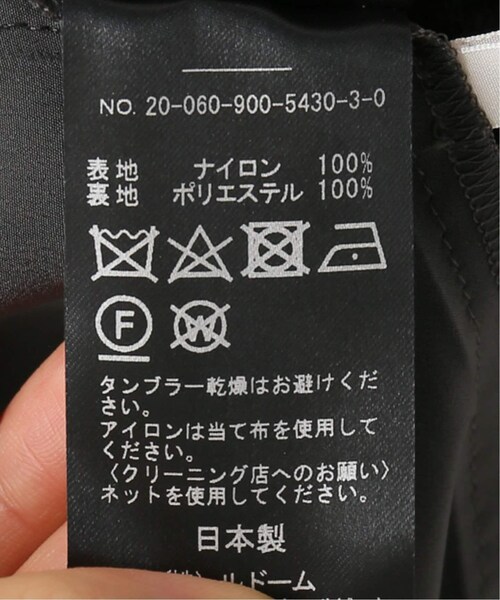 NO. 20-060-900-5430-3-0
表地 ナイロン 100%
裏地 ポリエステル 100%
F W
タンブラー乾燥はお避けくだ
さい。
アイロンは当て布を使用して
ください。
〈クリーニング店へのお願い〉
ネットを使用してください。
日本製
ルドーム